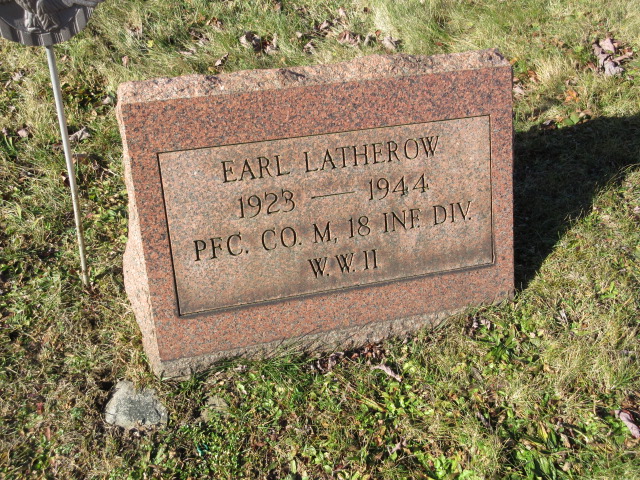 EARL LATHEROW
1923 — 1944
PFC. CO. M, 18 INF. DIV.
W. W. II